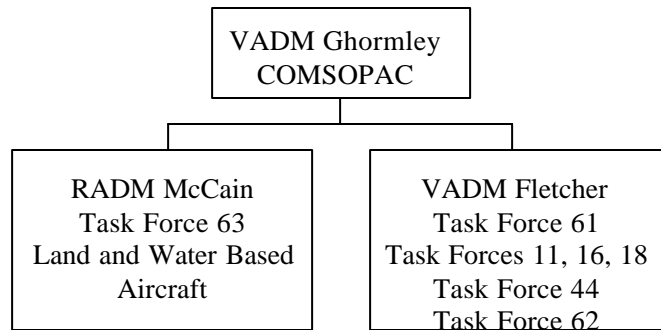 VADM Ghormley
COMSOPAC
RADM McCain
Task Force 63
Land and Water Based
Aircraft
VADM Fletcher
Task Force 61
Task Forces 11, 16, 18
Task Force 44
Task Force 62